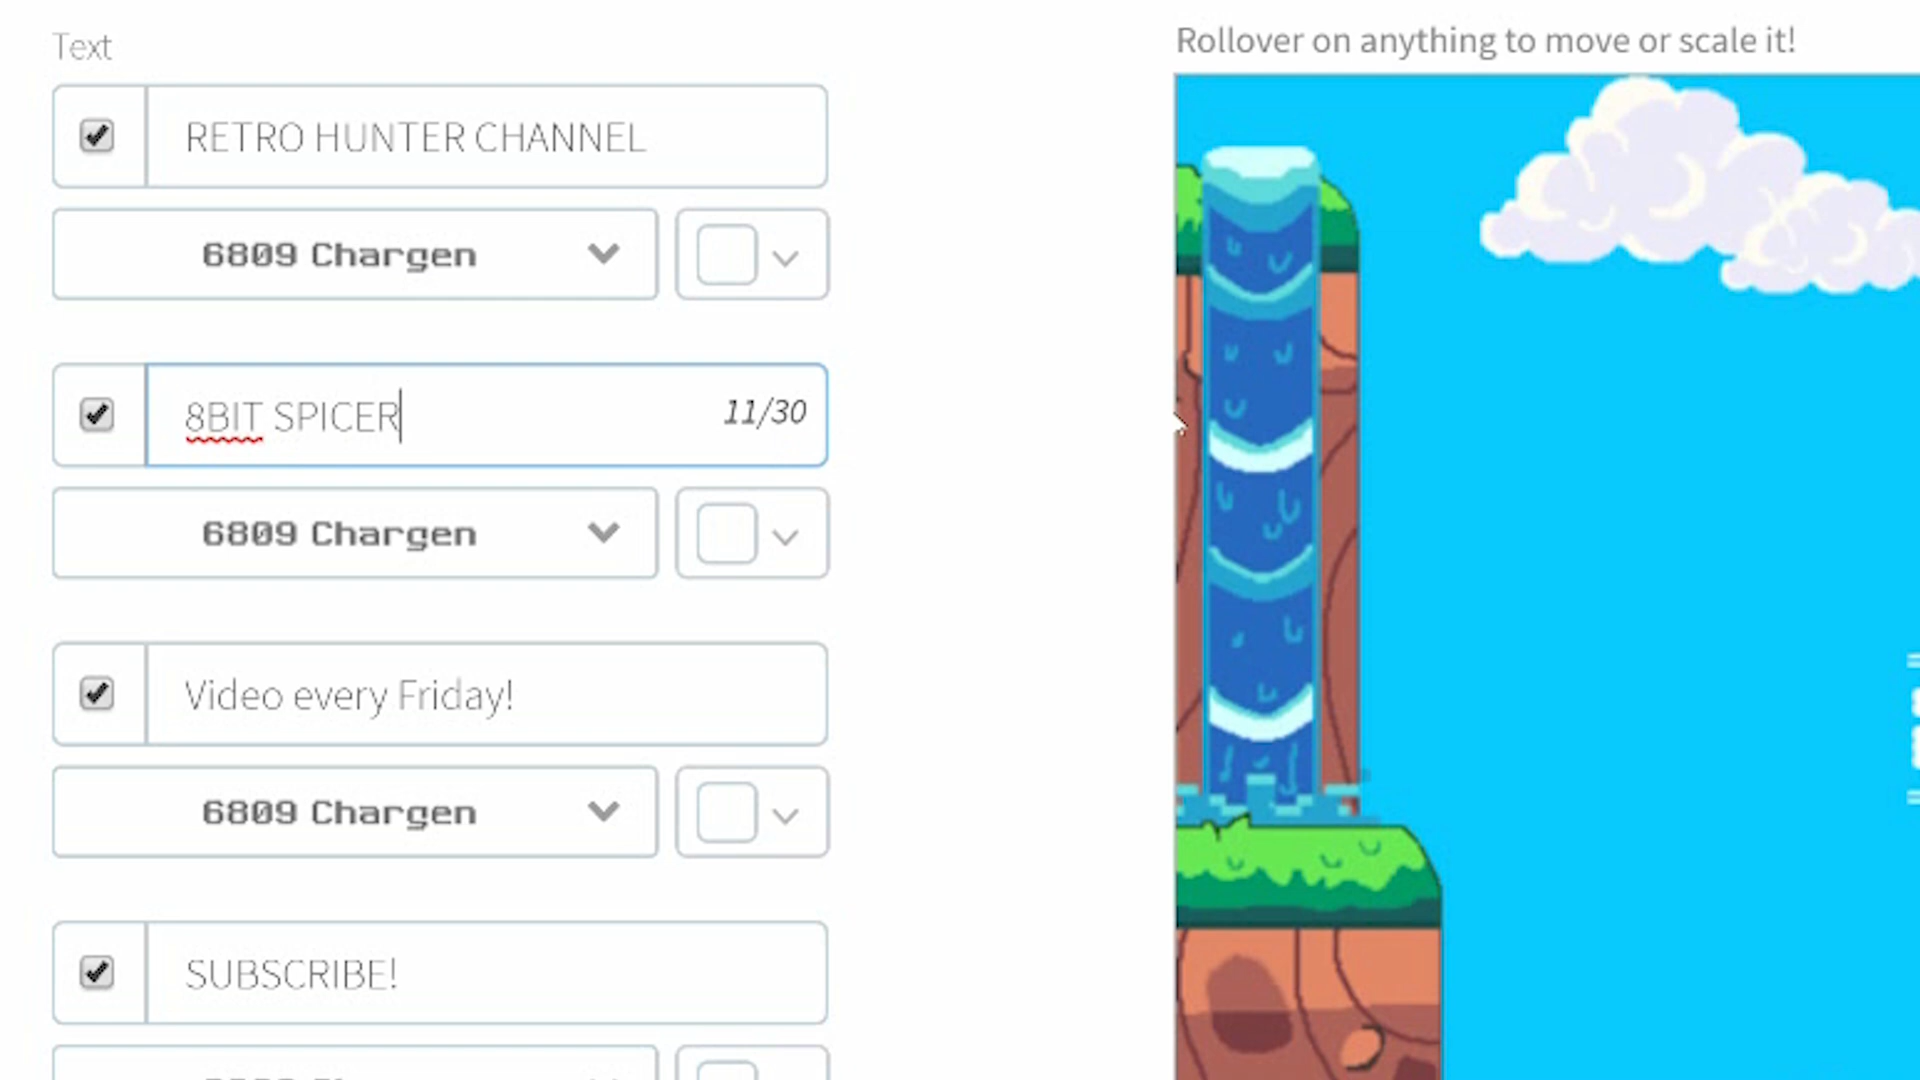 Text
Rollover on anything to move or scale it!
RETRO HUNTER CHANNEL
6809 Chargen
8BIT SPICER 11/30
6809 Chargen
Video every Friday!
6809 Chargen
SUBSCRIBE!